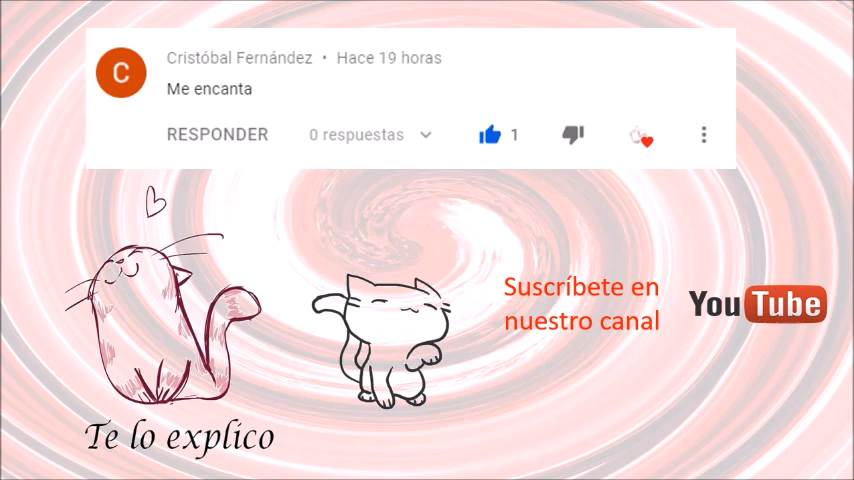 C
Cristóbal Fernández • Hace 19 horas
Me encanta
RESPONDER 0 respuestas 1
Suscríbete en
nuestro canal
YouTube
Te lo explico